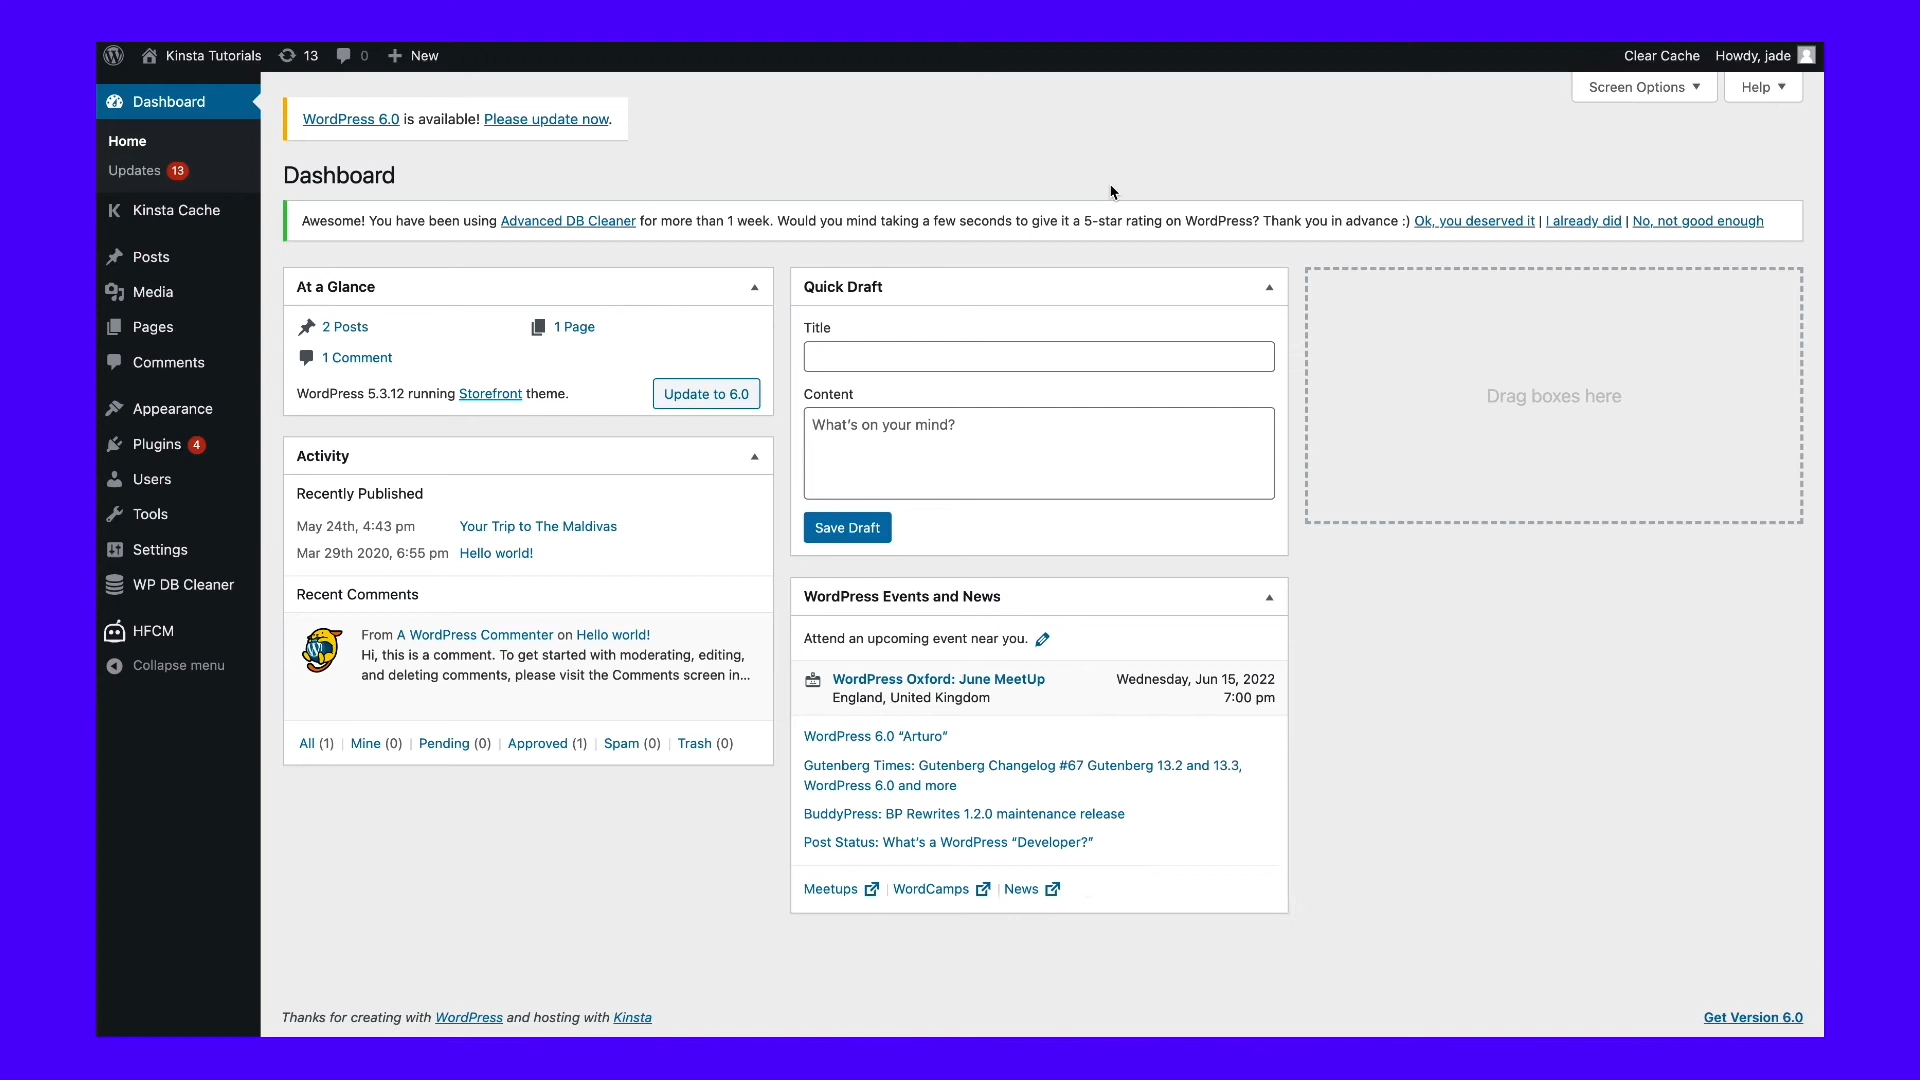 Kinsta Tutorials 13 0 New Clear Cache Howdy, jade
Dashboard
Home
Updates 13
Kinsta Cache
Posts
Media
Pages
Comments
Appearance
Plugins 4
Users
Tools
Settings
WP DB Cleaner
HFCM
Collapse menu
Screen Options Help
WordPress 6.0 is available! Please update now.
Dashboard
Awesome! You have been using Advanced DB Cleaner for more than 1 week. Would you mind taking a few seconds to give it a 5-star rating on WordPress? Thank you in advance :) Ok, you deserved it | I already did | No, not good enough
At a Glance
2 Posts 1 Page
1 Comment
WordPress 5.3.12 running Storefront theme. Update to 6.0
Activity
Recently Published
May 24th, 4:43 pm Your Trip to The Maldivas
Mar 29th 2020, 6:55 pm Hello world!
Recent Comments
From A WordPress Commenter on Hello world!
Hi, this is a comment. To get started with moderating, editing,
and deleting comments, please visit the Comments screen in...
All (1) | Mine (0) | Pending (0) | Approved (1) | Spam (0) | Trash (0)
Quick Draft
Title
Content
What's on your mind?
Save Draft
WordPress Events and News
Attend an upcoming event near you.
WordPress Oxford: June MeetUp Wednesday, Jun 15, 2022
England, United Kingdom 7:00 pm
WordPress 6.0 “Arturo”
Gutenberg Times: Gutenberg Changelog #67 Gutenberg 13.2 and 13.3,
WordPress 6.0 and more
BuddyPress: BP Rewrites 1.2.0 maintenance release
Post Status: What's a WordPress “Developer?”
Meetups | WordCamps | News
Drag boxes here
Thanks for creating with WordPress and hosting with Kinsta
Get Version 6.0